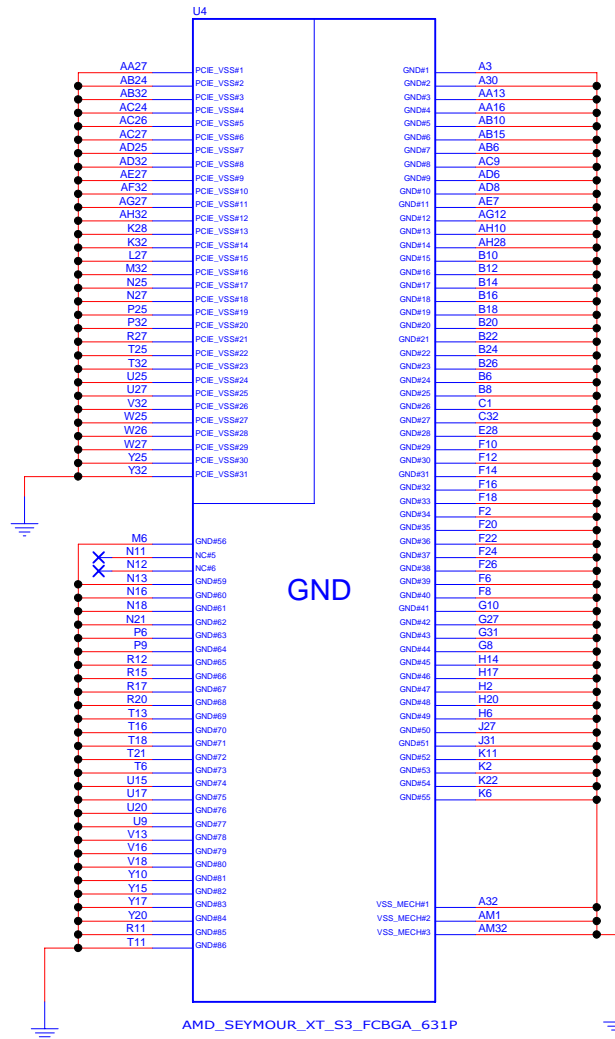 U4
AA27 PCIE_VSS#1 GND#1 A3
AB24 PCIE_VSS#2 GND#2 A30
AB32 PCIE_VSS#3 GND#3 AA13
AC24 PCIE_VSS#4 GND#4 AA16
AC26 PCIE_VSS#5 GND#5 AB10
AC27 PCIE_VSS#6 GND#6 AB15
AD25 PCIE_VSS#7 GND#7 AB6
AD32 PCIE_VSS#8 GND#8 AC9
AE27 PCIE_VSS#9 GND#9 AD6
AF32 PCIE_VSS#10 GND#10 AD8
AG27 PCIE_VSS#11 GND#11 AE7
AH32 PCIE_VSS#12 GND#12 AG12
K28 PCIE_VSS#13 GND#13 AH10
K32 PCIE_VSS#14 GND#14 AH28
L27 PCIE_VSS#15 GND#15 B10
M32 PCIE_VSS#16 GND#16 B12
N25 PCIE_VSS#17 GND#17 B14
N27 PCIE_VSS#18 GND#18 B16
P25 PCIE_VSS#19 GND#19 B18
P32 PCIE_VSS#20 GND#20 B20
R27 PCIE_VSS#21 GND#21 B22
T25 PCIE_VSS#22 GND#22 B24
T32 PCIE_VSS#23 GND#23 B26
U25 PCIE_VSS#24 GND#24 B6
U27 PCIE_VSS#25 GND#25 B8
V32 PCIE_VSS#26 GND#26 C1
W25 PCIE_VSS#27 GND#27 C32
W26 PCIE_VSS#28 GND#28 E28
W27 PCIE_VSS#29 GND#29 F10
Y25 PCIE_VSS#30 GND#30 F12
Y32 PCIE_VSS#31 GND#31 F14
GND#32 F16
GND#33 F18
GND#34 F2
GND#35 F20
M6 GND#56 GND#36 F22
N11 NC#5 GND#37 F24
N12 NC#6 GND#38 F26
N13 GND#59 GND#39 F6
N16 GND#60 GND#40 F8
GND
N18 GND#61 GND#41 G10
N21 GND#62 GND#42 G27
P6 GND#63 GND#43 G31
P9 GND#64 GND#44 G8
R12 GND#65 GND#45 H14
R15 GND#66 GND#46 H17
R17 GND#67 GND#47 H2
R20 GND#68 GND#48 H20
T13 GND#69 GND#49 H6
T16 GND#70 GND#50 J27
T18 GND#71 GND#51 J31
T21 GND#72 GND#52 K11
T6 GND#73 GND#53 K2
U15 GND#74 GND#54 K22
U17 GND#75 GND#55 K6
U20 GND#76
U9 GND#77
V13 GND#78
V16 GND#79
V18 GND#80
Y10 GND#81
Y15 GND#82
Y17 GND#83 VSS_MECH#1 A32
Y20 GND#84 VSS_MECH#2 AM1
R11 GND#85 VSS_MECH#3 AM32
T11 GND#86
AMD_SEYMOUR_XT_S3_FCBGA_631P